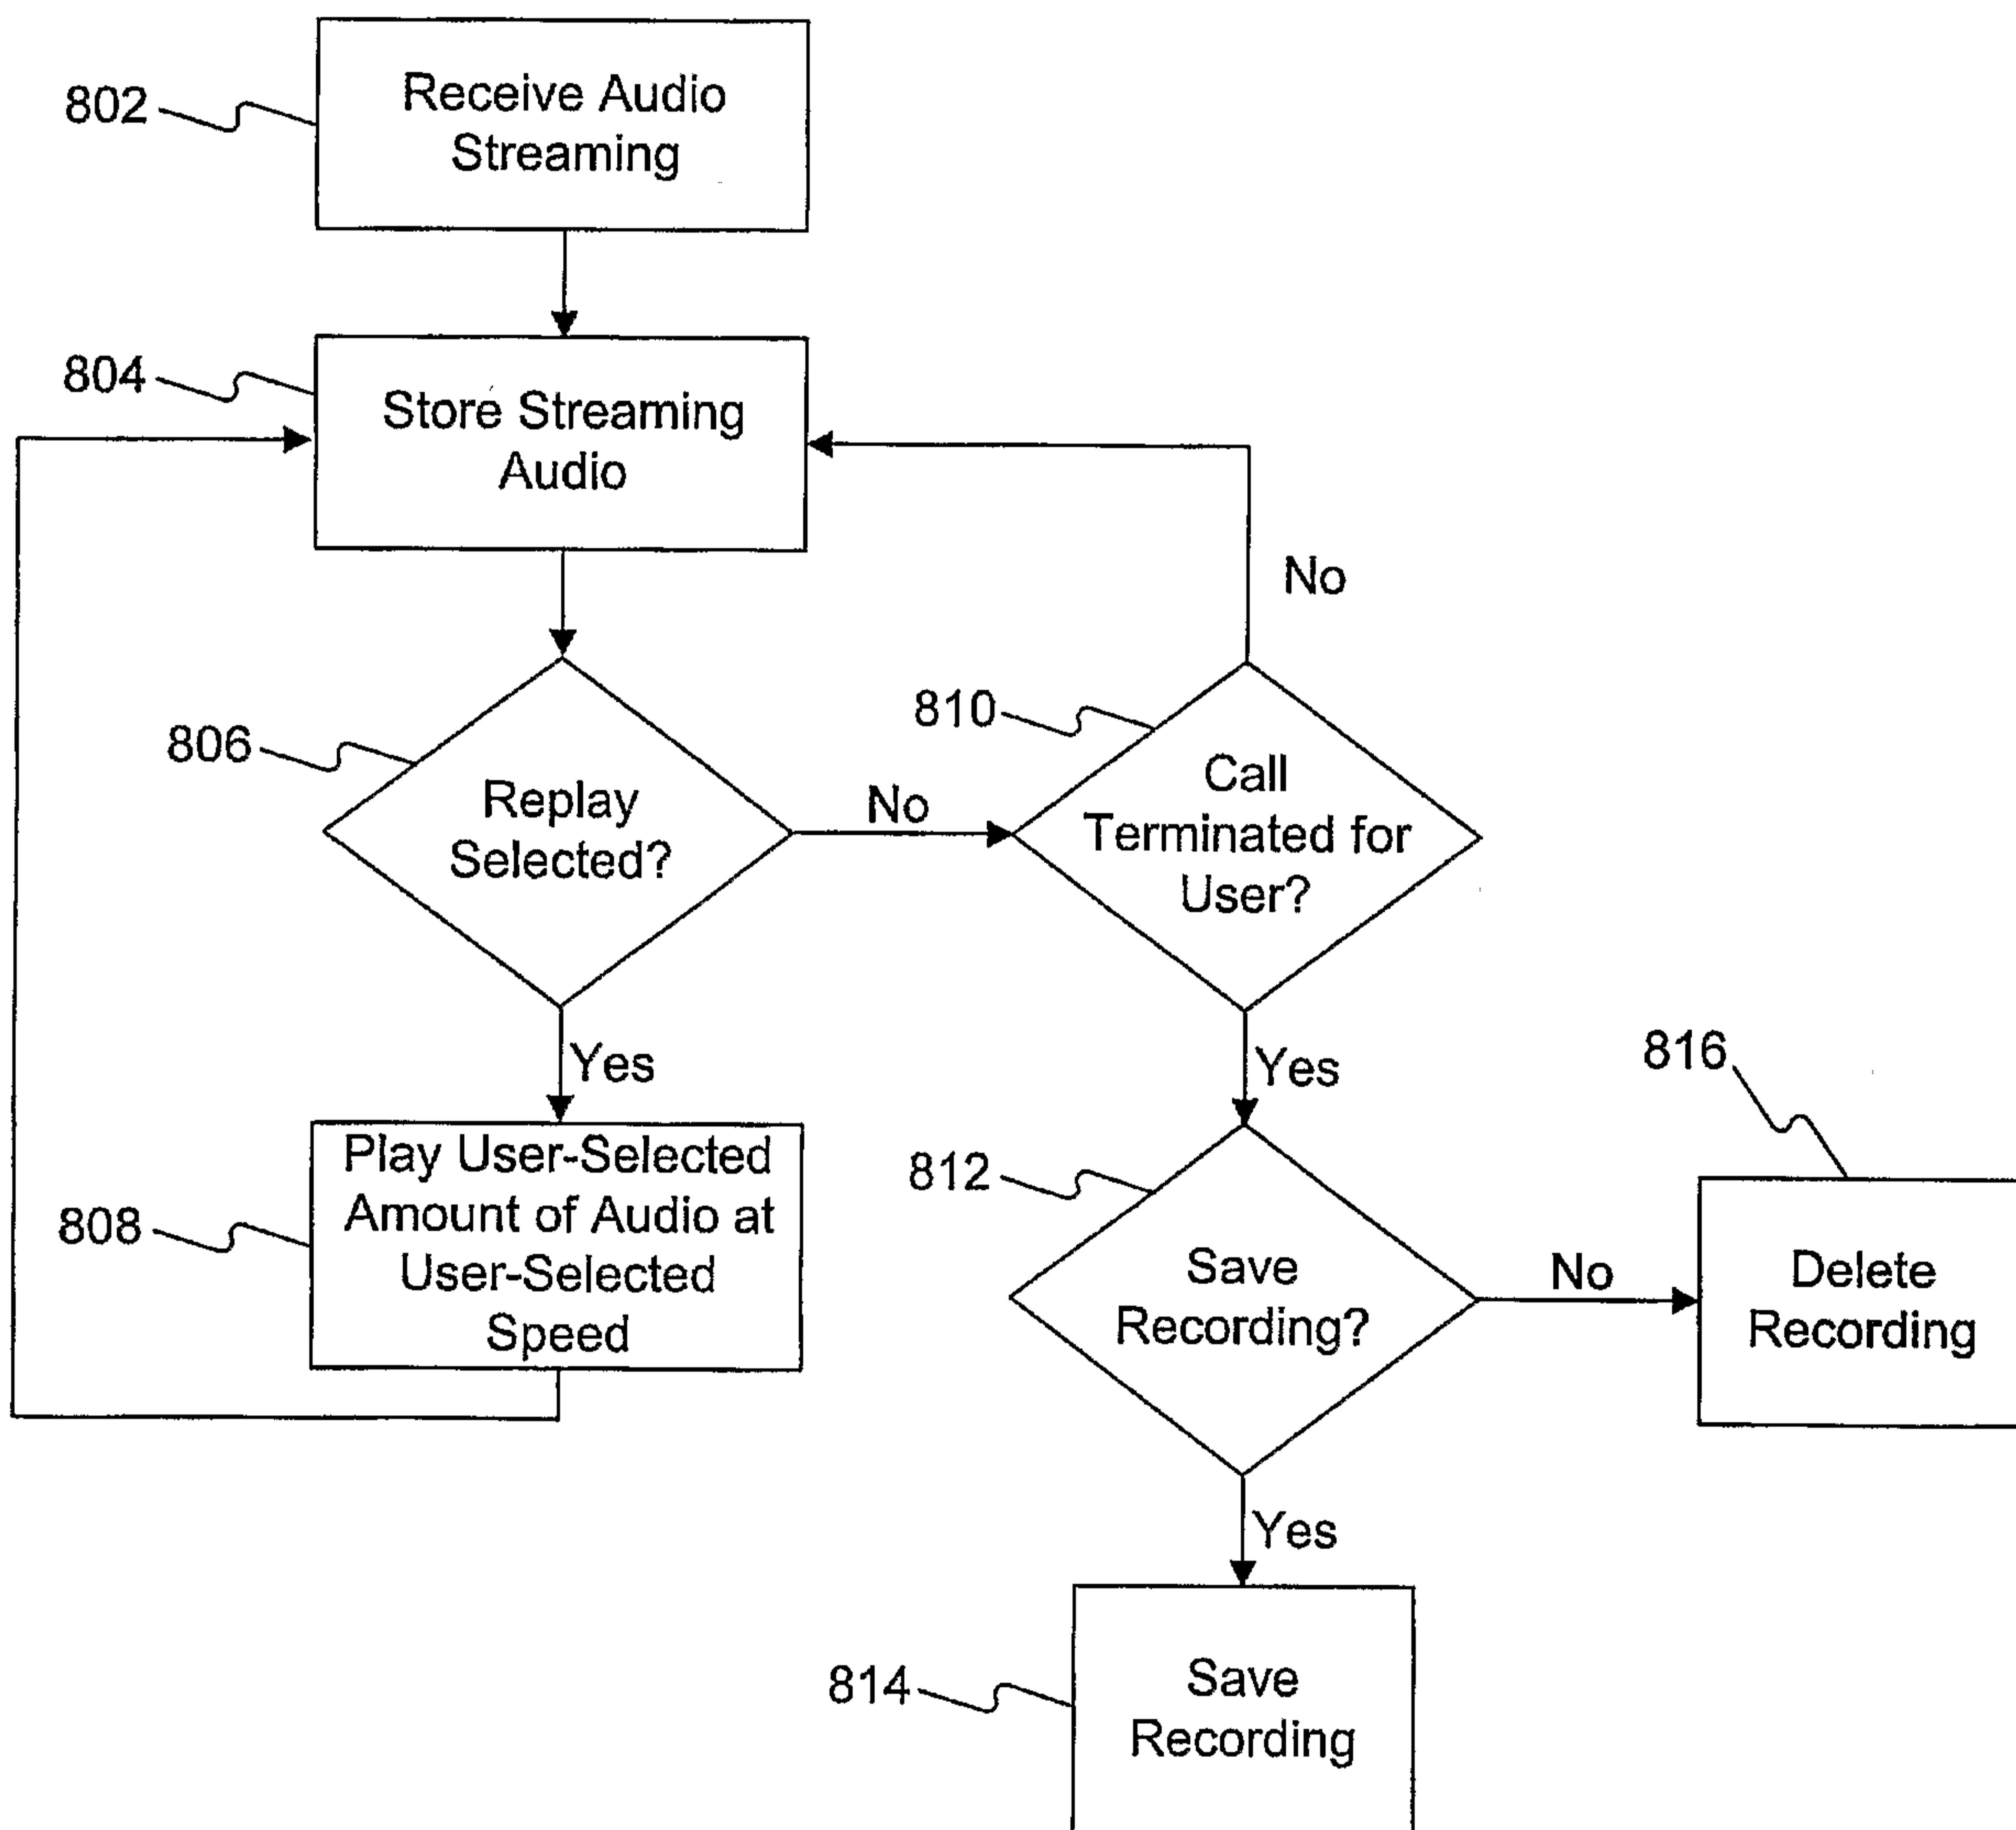 802
Receive Audio
Streaming
804
Store Streaming
Audio
No
806
Replay
Selected?
No
810
Call
Terminated for
User?
Yes
Yes
808
Play User-Selected
Amount of Audio at
User-Selected
Speed
812
Save
Recording?
No
816
Delete
Recording
Yes
814
Save
Recording